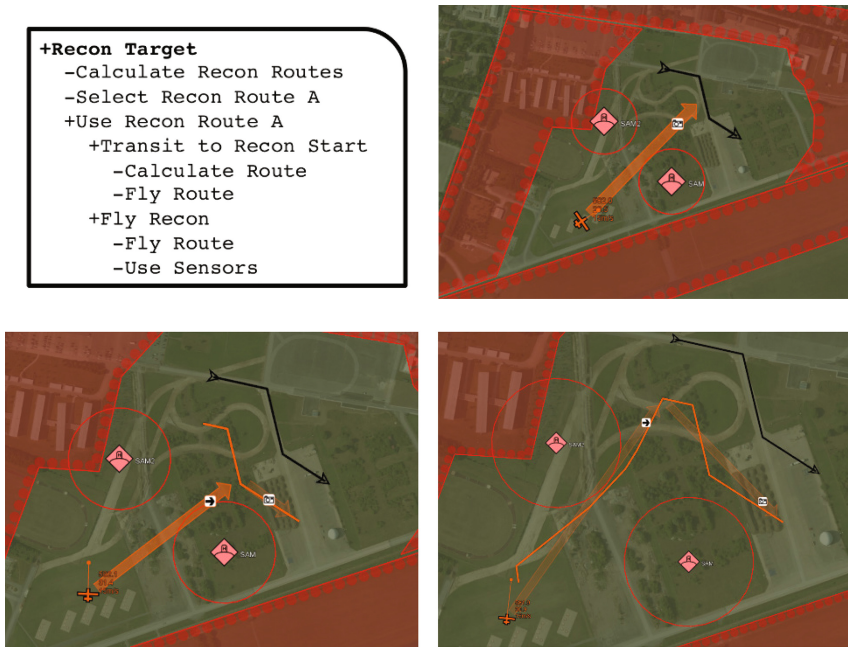 +Recon Target
-Calculate Recon Routes
-Select Recon Route A
+Use Recon Route A
+Transit to Recon Start
-Calculate Route
-Fly Route
+Fly Recon
-Fly Route
-Use Sensors
SAM2
SAM
SAM2
SAM
SAM